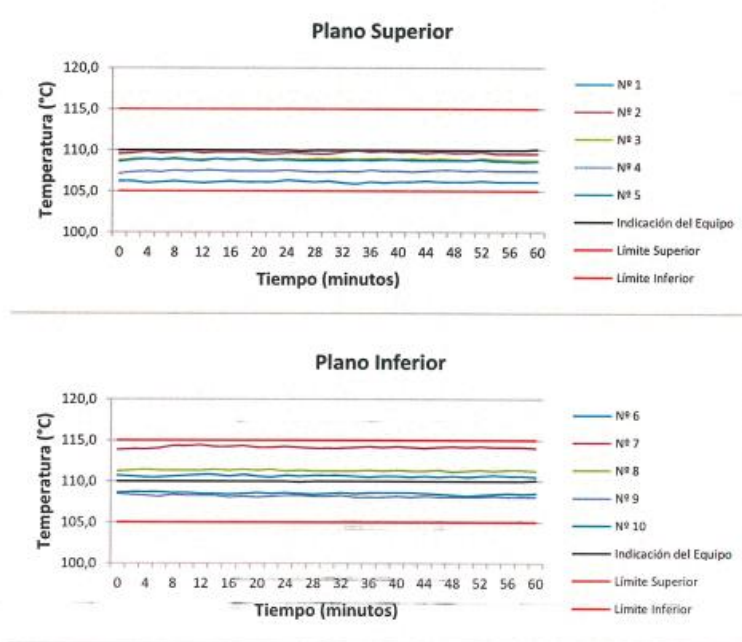 Plano Superior
Temperatura (°C)
120,0
115,0
110,0
105,0
100,0
0 4 8 12 16 20 24 28 32 36 40 44 48 52 56 60
Tiempo (minutos)
Nº 1
Nº 2
Nº 3
Nº 4
Nº 5
Indicación del Equipo
Límite Superior
Límite Inferior
Plano Inferior
Temperatura (°C)
120,0
115,0
110,0
105,0
100,0
0 4 8 12 16 20 24 28 32 36 40 44 48 52 56 60
Tiempo (minutos)
Nº 6
Nº 7
Nº 8
Nº 9
Nº 10
Indicación del Equipo
Límite Superior
Límite Inferior